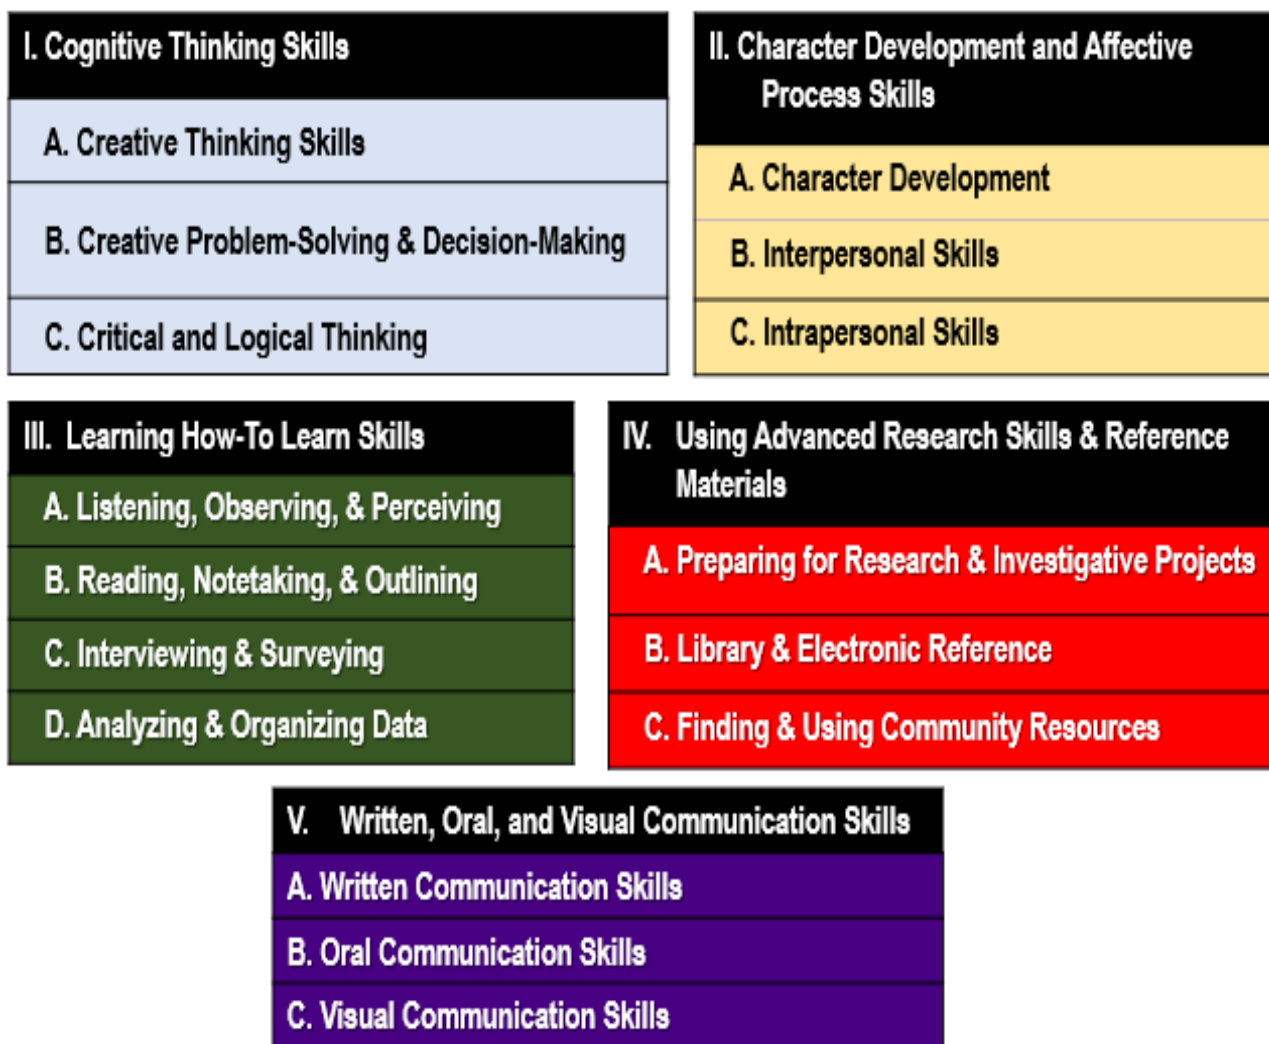 I. Cognitive Thinking Skills
A. Creative Thinking Skills
B. Creative Problem-Solving & Decision-Making
C. Critical and Logical Thinking
II. Character Development and Affective
Process Skills
A. Character Development
B. Interpersonal Skills
C. Intrapersonal Skills
III. Learning How-To Learn Skills
A. Listening, Observing, & Perceiving
B. Reading, Notetaking, & Outlining
C. Interviewing & Surveying
D. Analyzing & Organizing Data
IV. Using Advanced Research Skills & Reference
Materials
A. Preparing for Research & Investigative Projects
B. Library & Electronic Reference
C. Finding & Using Community Resources
V. Written, Oral, and Visual Communication Skills
A. Written Communication Skills
B. Oral Communication Skills
C. Visual Communication Skills